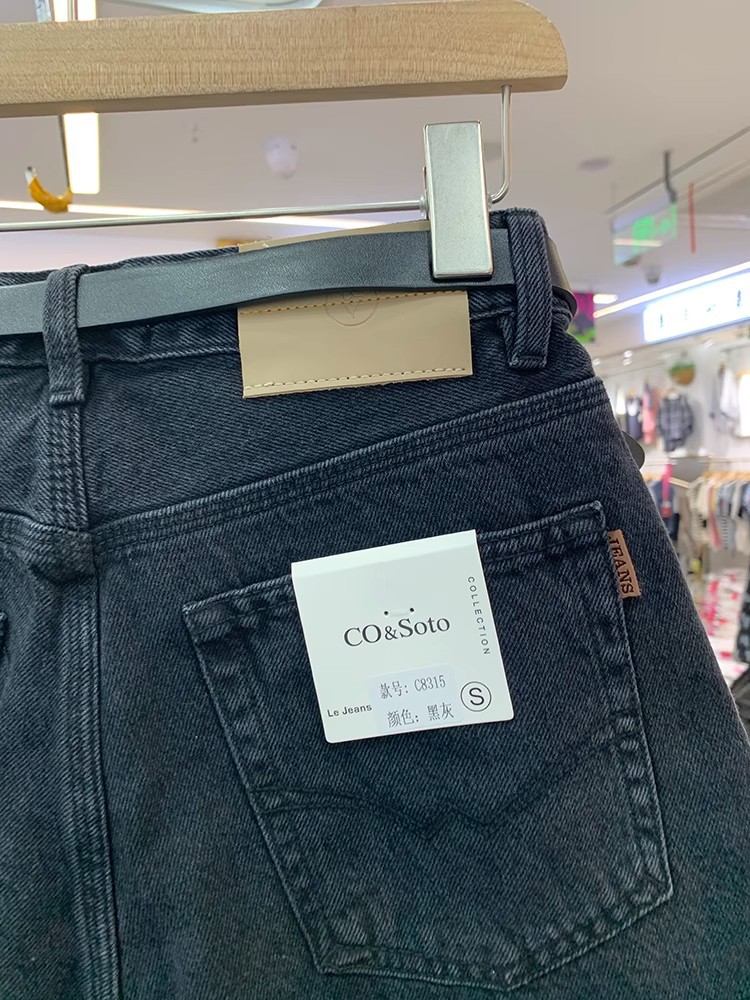 JEANS
COLLECTION
CO&Soto
款号: C8315
Le Jeans
颜色: 黑灰
S